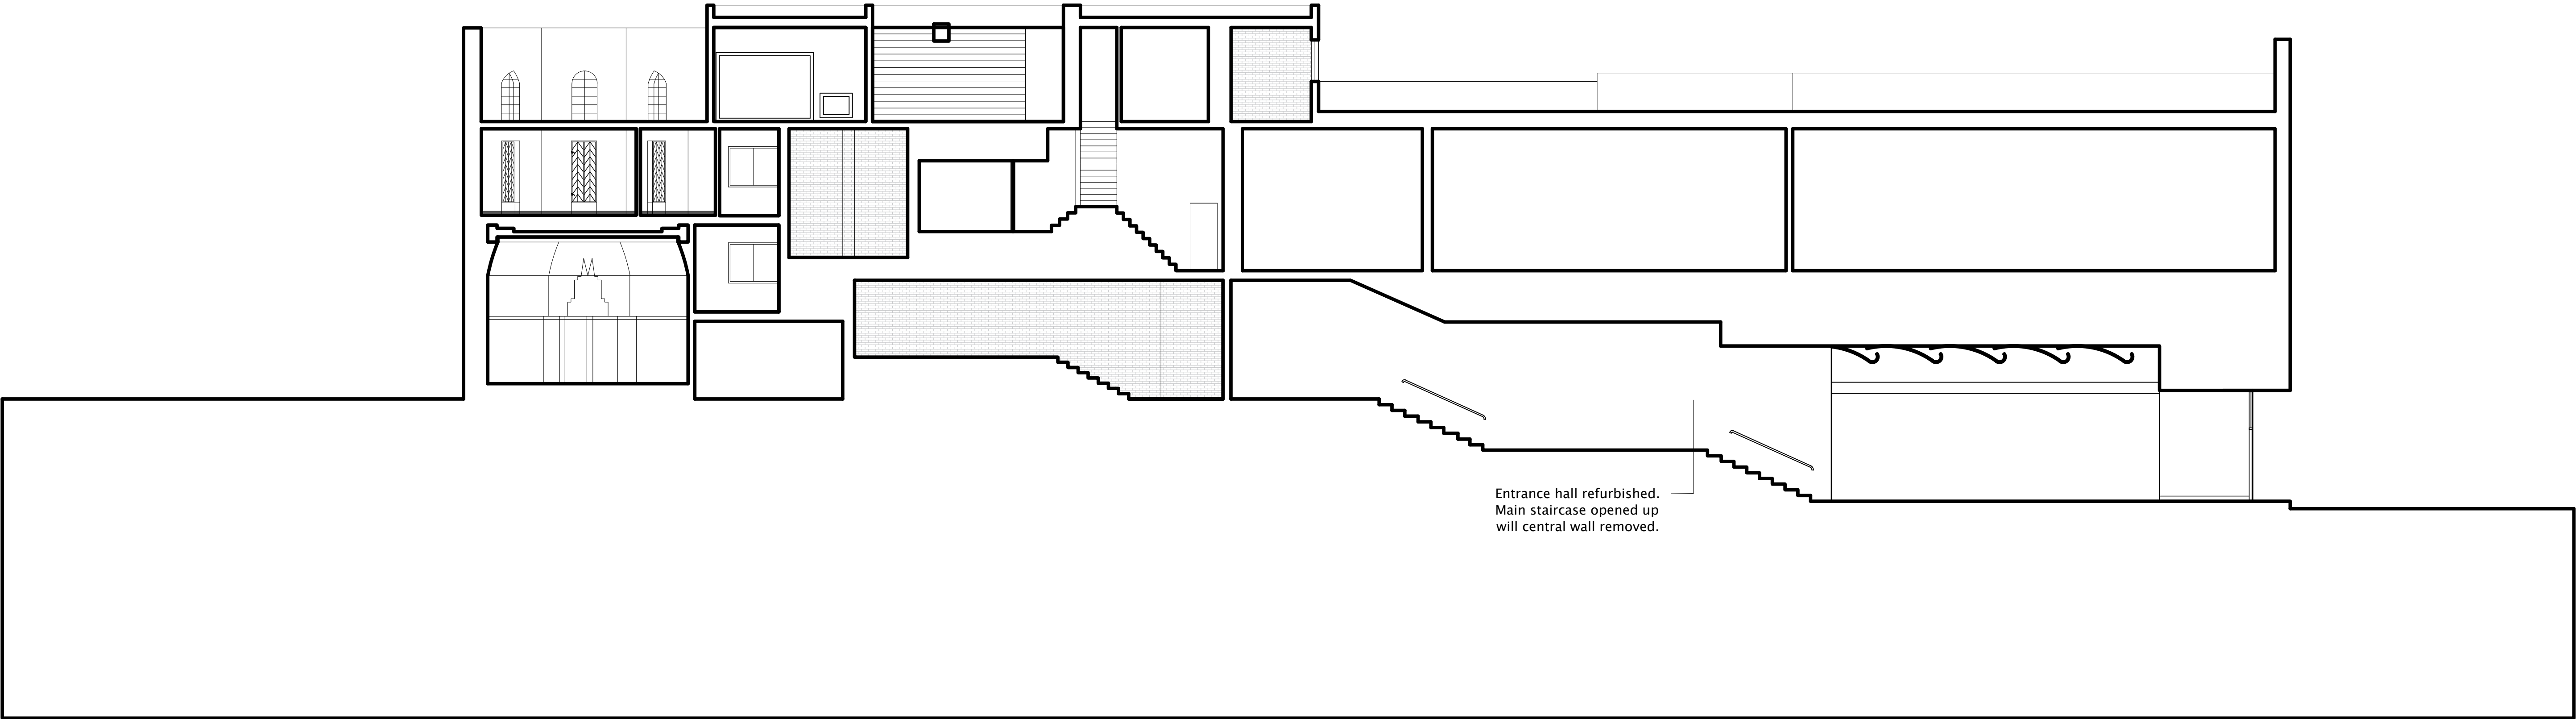 Entrance hall refurbished.
Main staircase opened up
will central wall removed.